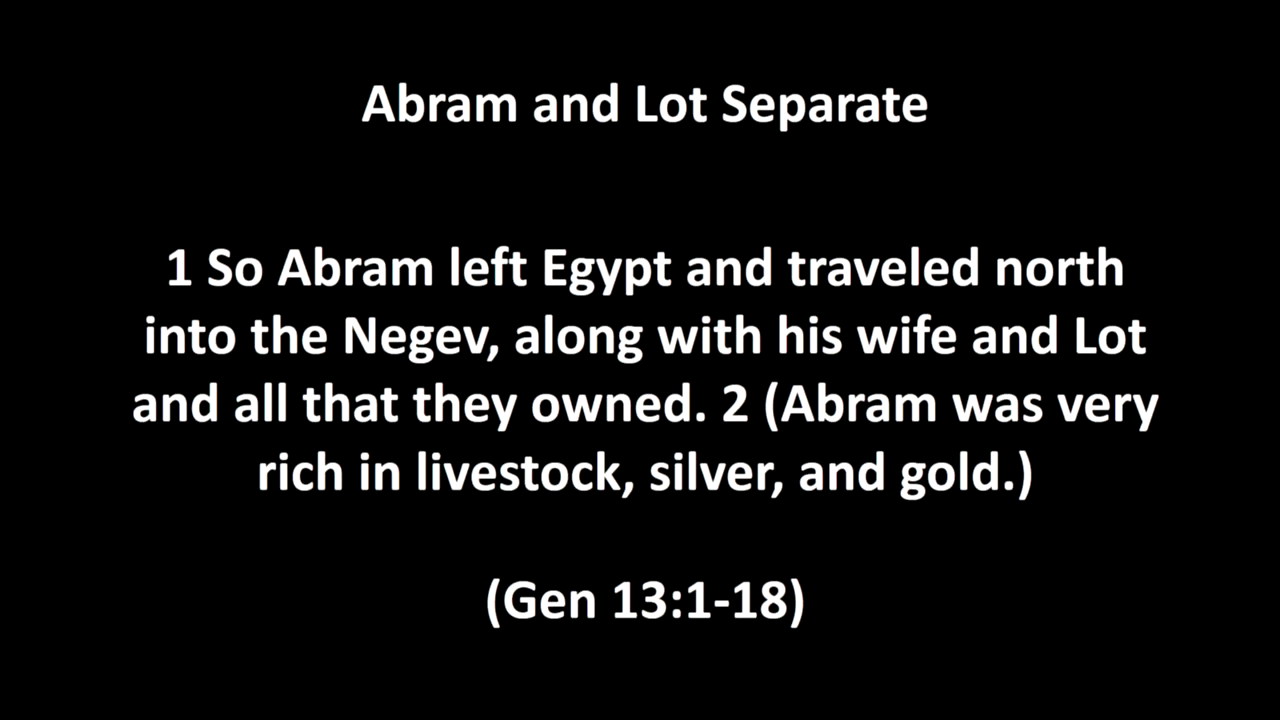 Abram and Lot Separate
1 So Abram left Egypt and traveled north
into the Negev, along with his wife and Lot
and all that they owned. 2 (Abram was very
rich in livestock, silver, and gold.)
(Gen 13:1-18)